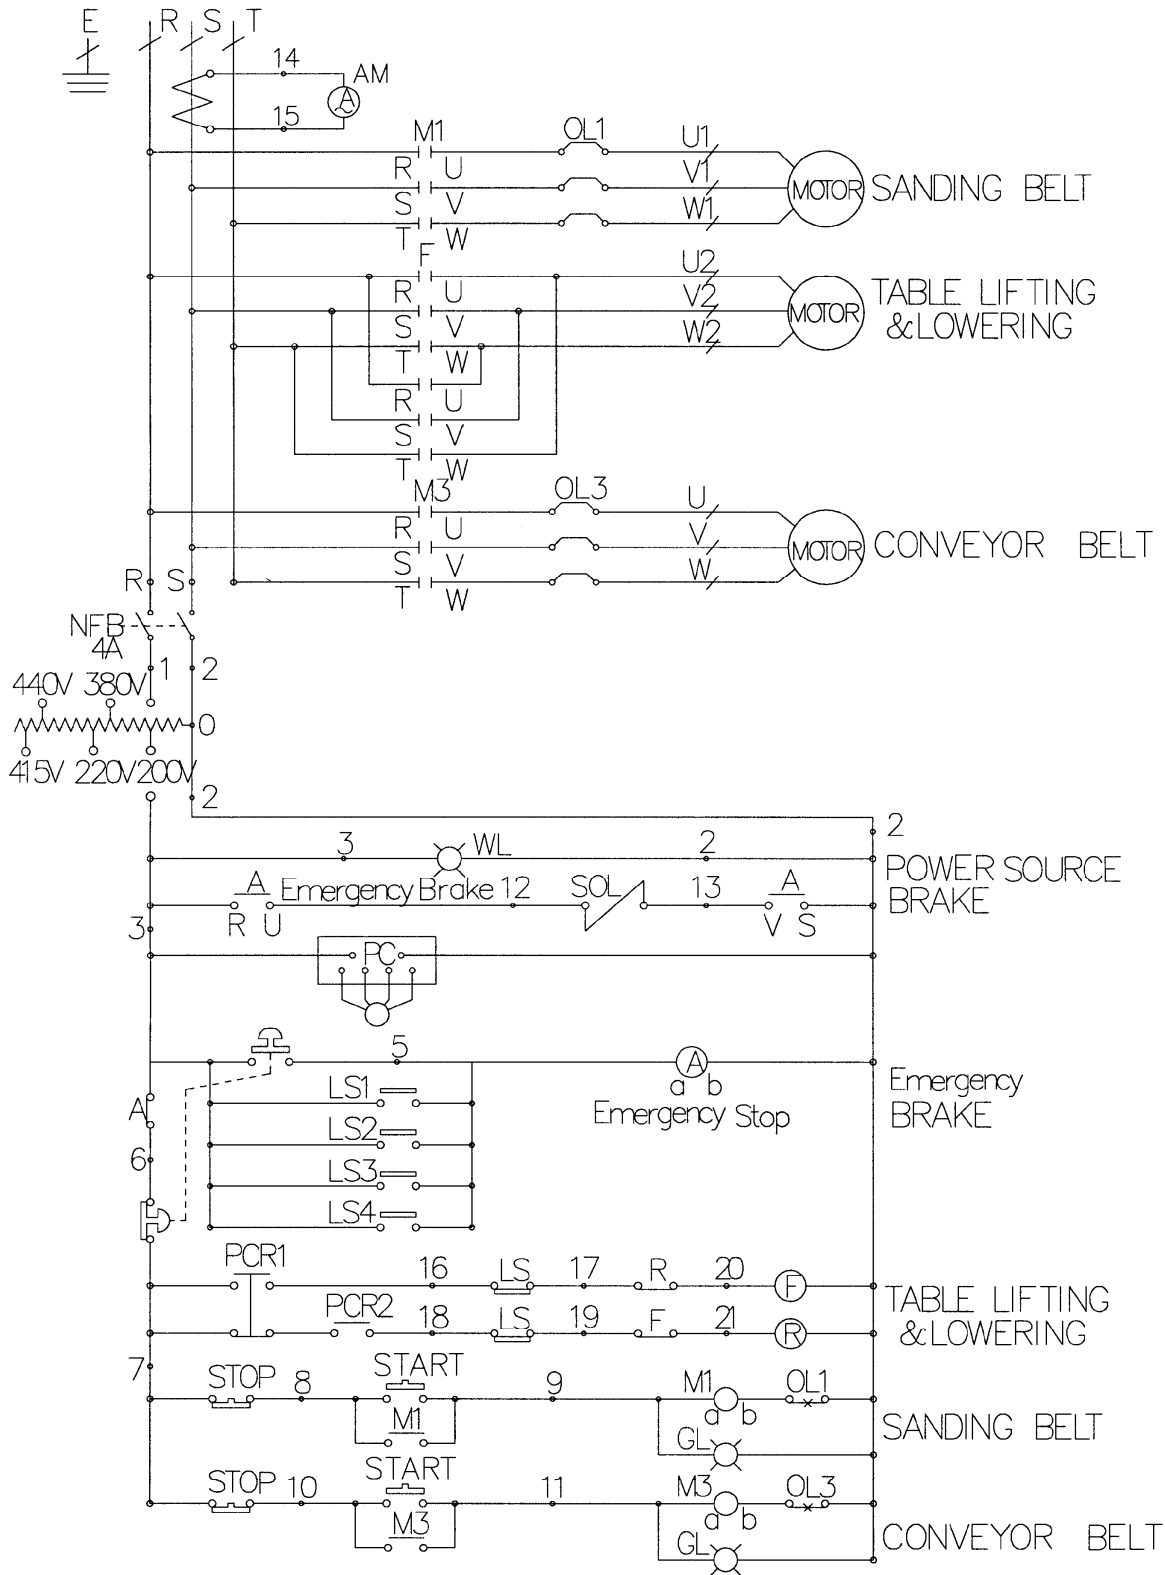 E R S T
14
AM
A
15
M1 OL1 U1
R U V1
MOTOR SANDING BELT
S V W1
T W
F U2
R U V2
TABLE LIFTING
MOTOR
&LOWERING
S V W2
T W
R U
S V
T W
M3 OL3 U
R U V
MOTOR CONVEYOR BELT
S V W
T W
R S
NFB
4A
1 2
440V 380V
0
415V 220V 200V
2
2
3 WL 2
POWER SOURCE
BRAKE
A Emergency Brake 12 SOL 13 A
R U V S
3
PC
5 A
a b
Emergency Stop
Emergency
BRAKE
LS1
A
LS2
6
LS3
LS4
PCR1 16 LS 17 R 20 F
TABLE LIFTING
&LOWERING
PCR2 18 LS 19 F 21 R
7
STOP 8 START 9 M1 OL1
a b
M1
GL
SANDING BELT
STOP 10 START 11 M3 OL3
a b
M3
GL
CONVEYOR BELT